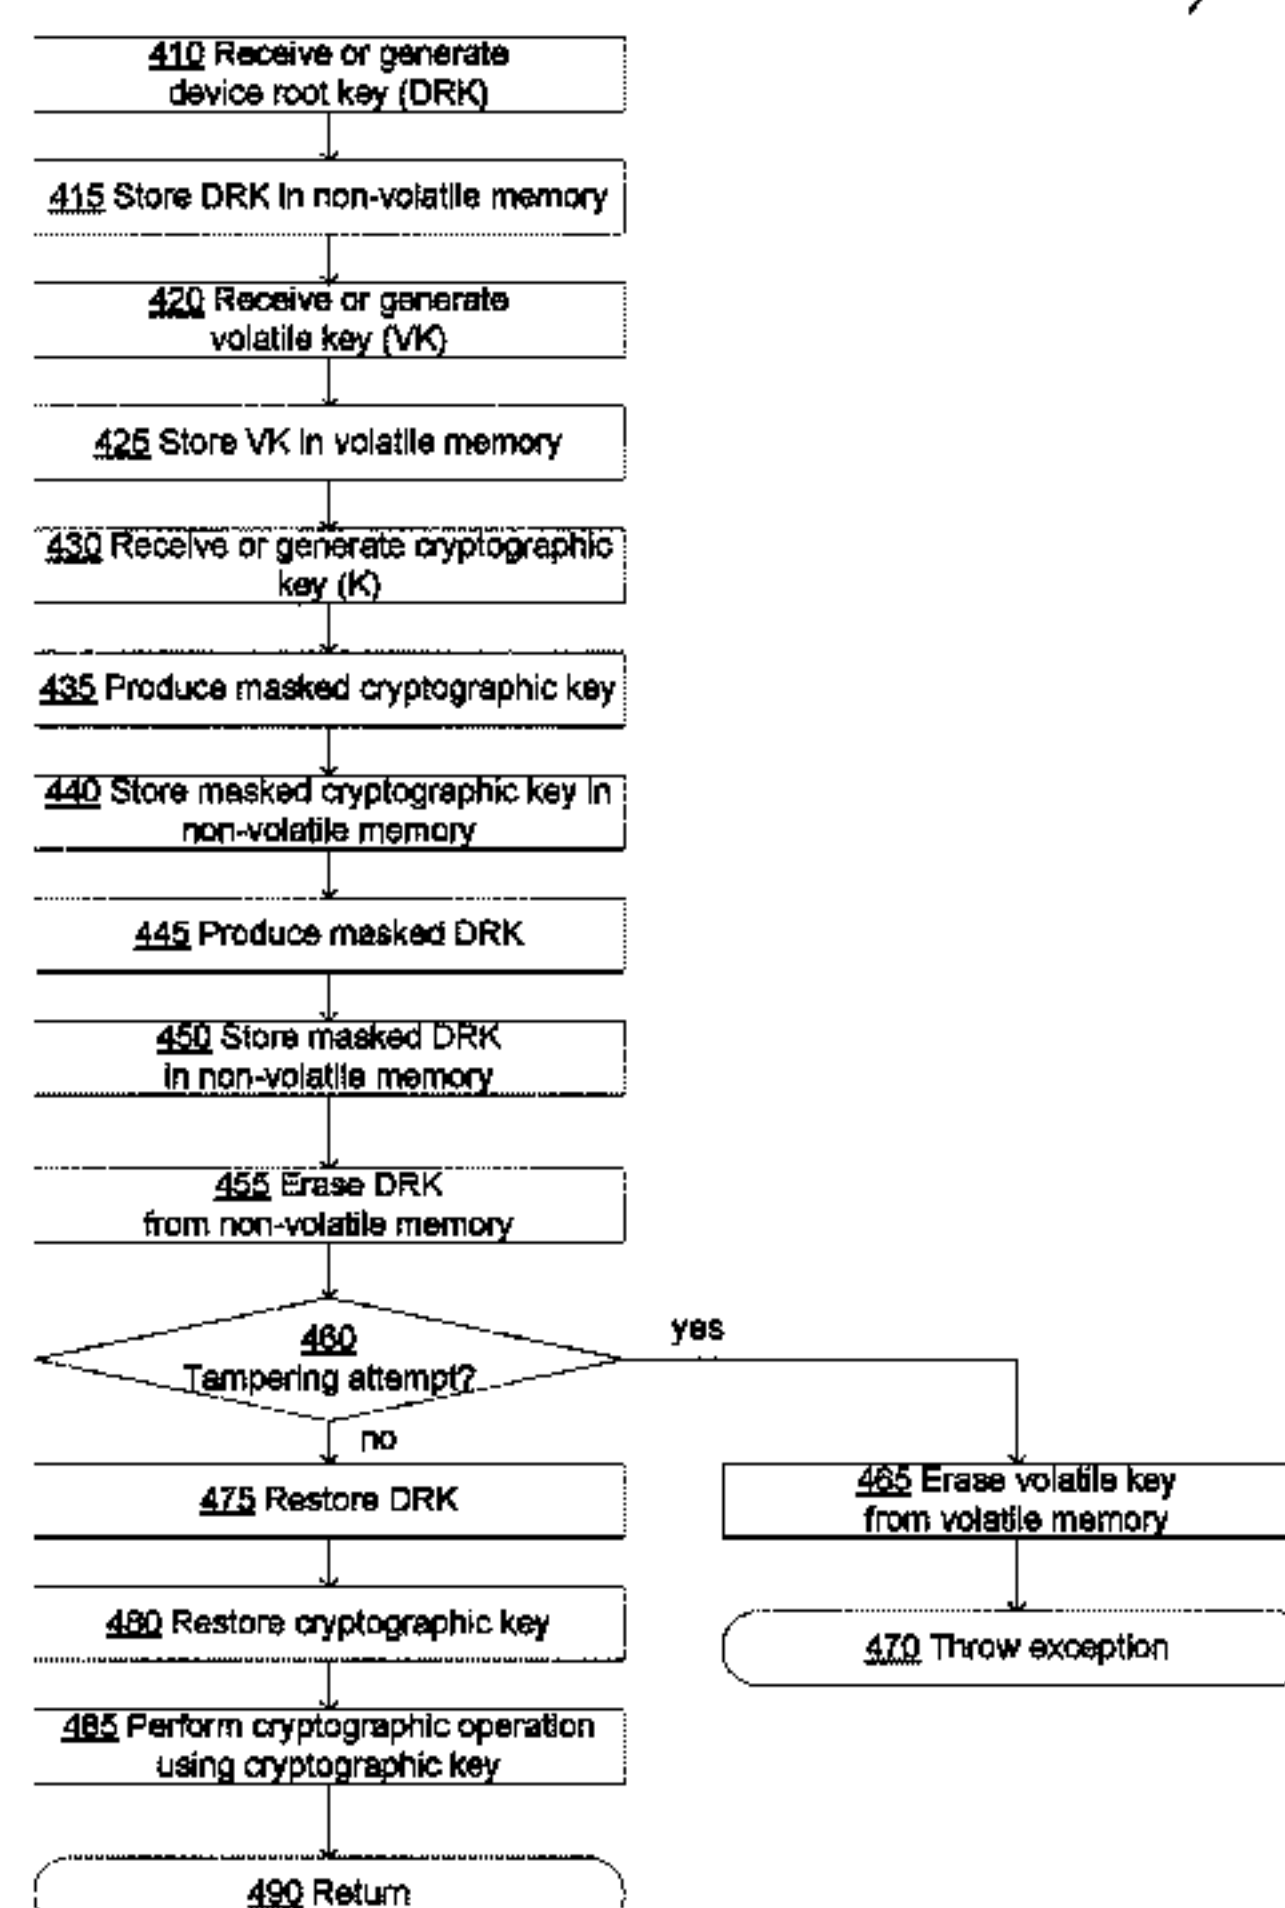 410 Receive or generate
device root key (DRK)
415 Store DRK in non-volatile memory
420 Receive or generate
volatile key (VK)
425 Store VK in volatile memory
430 Receive or generate cryptographic
key (K)
435 Produce masked cryptographic key
440 Store masked cryptographic key in
non-volatile memory
445 Produce masked DRK
450 Store masked DRK
in non-volatile memory
455 Erase DRK
from non-volatile memory
460
Tampering attempt?
yes
no
475 Restore DRK
465 Erase volatile key
from volatile memory
480 Restore cryptographic key
470 Throw exception
485 Perform cryptographic operation
using cryptographic key
490 Return